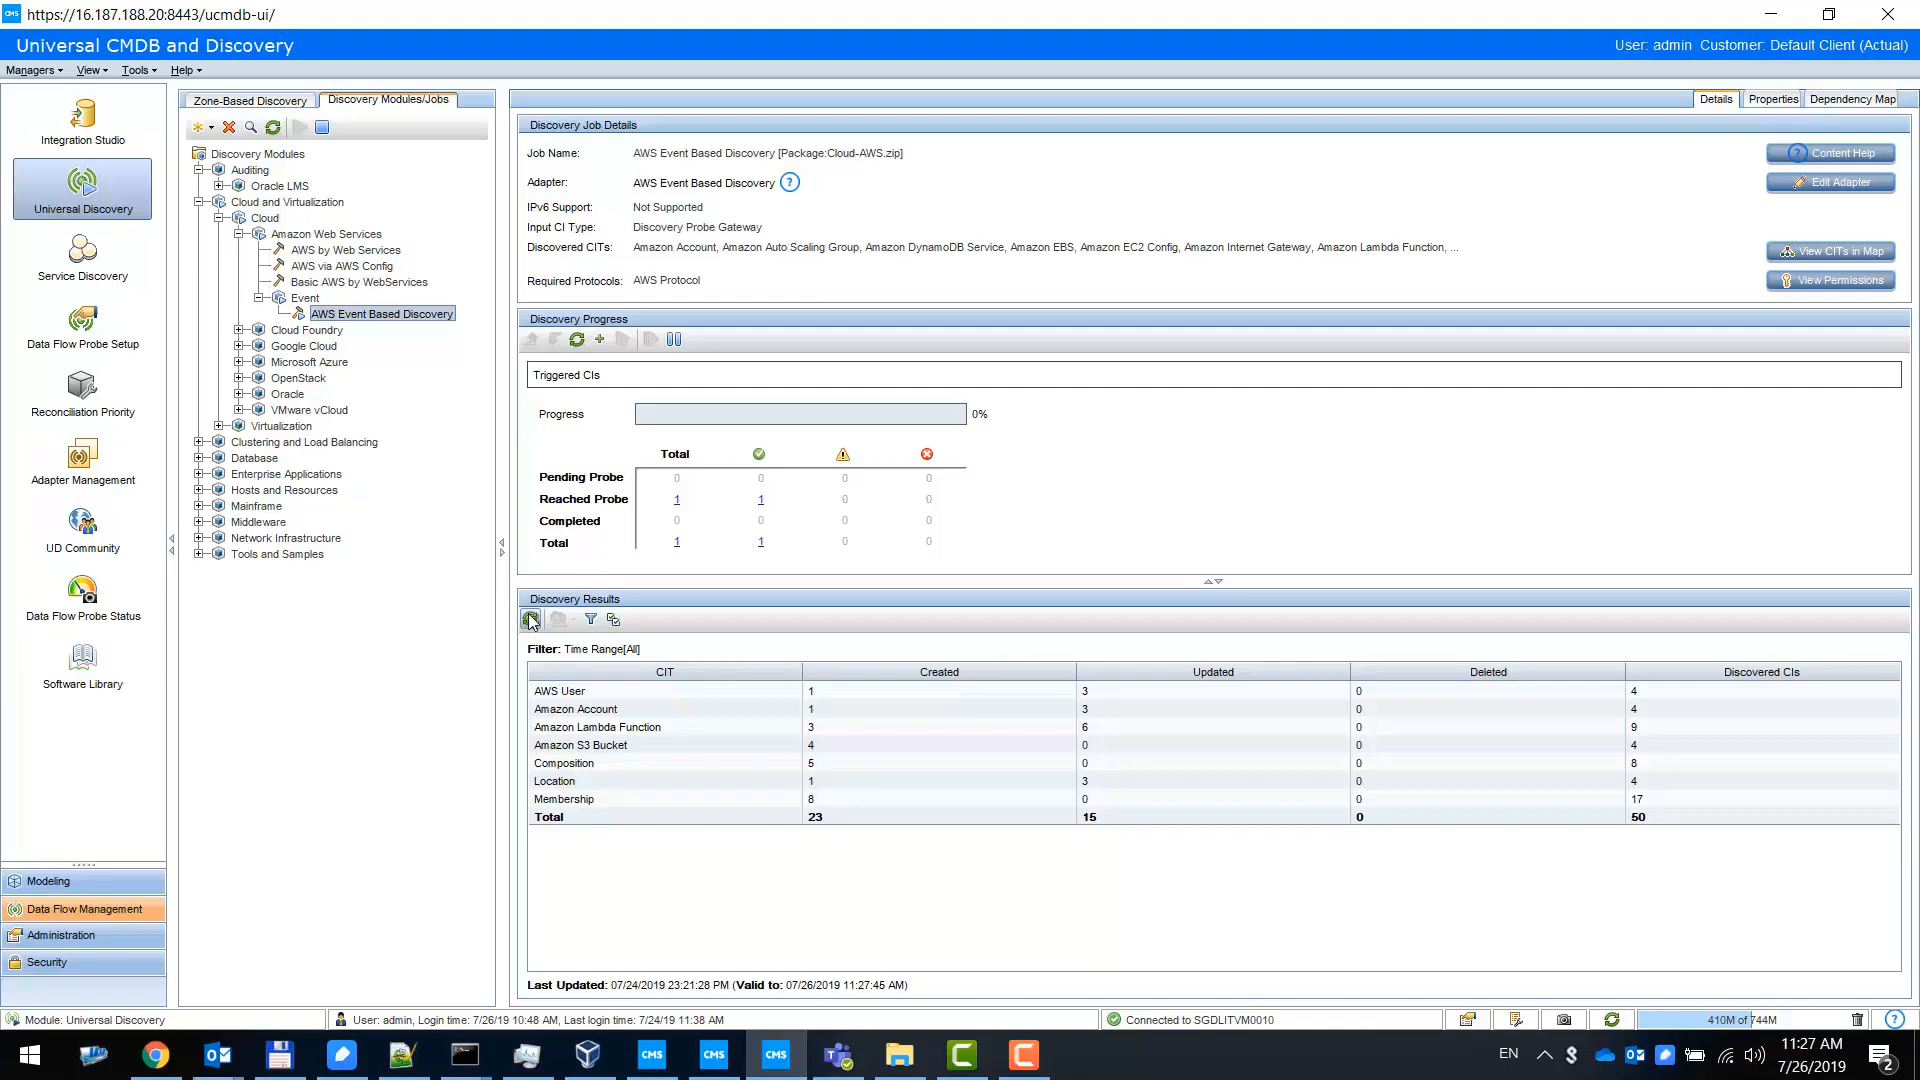 CMS https://16.187.188.20:8443/ucmdb-ui/
Universal CMDB and Discovery
User: admin Customer: Default Client (Actual)
Managers View Tools Help
Integration Studio
Universal Discovery
Service Discovery
Data Flow Probe Setup
Reconciliation Priority
Adapter Management
UD Community
Data Flow Probe Status
Software Library
Modeling
Data Flow Management
Administration
Security
Zone-Based Discovery Discovery Modules/Jobs
Discovery Modules
Auditing
Oracle LMS
Cloud and Virtualization
Cloud
Amazon Web Services
AWS by Web Services
AWS via AWS Config
Basic AWS by WebServices
Event
AWS Event Based Discovery
Cloud Foundry
Google Cloud
Microsoft Azure
OpenStack
Oracle
VMware vCloud
Virtualization
Clustering and Load Balancing
Database
Enterprise Applications
Hosts and Resources
Mainframe
Middleware
Network Infrastructure
Tools and Samples
Details Properties Dependency Map
Discovery Job Details
Job Name: AWS Event Based Discovery [Package:Cloud-AWS.zip]
Content Help
Adapter: AWS Event Based Discovery ?
Edit Adapter
IPv6 Support: Not Supported
Input CI Type: Discovery Probe Gateway
Discovered CITs: Amazon Account, Amazon Auto Scaling Group, Amazon DynamoDB Service, Amazon EBS, Amazon EC2 Config, Amazon Internet Gateway, Amazon Lambda Function, ...
View CITs in Map
Required Protocols: AWS Protocol
View Permissions
Discovery Progress
Triggered CIs
Progress 0%
Total
Pending Probe 0 0 0 0
Reached Probe 1 1 0 0
Completed 0 0 0 0
Total 1 1 0 0
Discovery Results
Filter: Time Range[All]
CIT Created Updated Deleted Discovered CIs
AWS User 1 3 0 4
Amazon Account 1 3 0 4
Amazon Lambda Function 3 6 0 9
Amazon S3 Bucket 4 0 0 4
Composition 5 0 0 8
Location 1 3 0 4
Membership 8 0 0 17
Total 23 15 0 50
Last Updated: 07/24/2019 23:21:28 PM (Valid to: 07/26/2019 11:27:45 AM)
Module: Universal Discovery
User: admin, Login time: 7/26/19 10:48 AM, Last login time: 7/24/19 11:38 AM
Connected to SGDLITVM0010
410M of 744M
CMS CMS CMS
EN
11:27 AM
7/26/2019
2